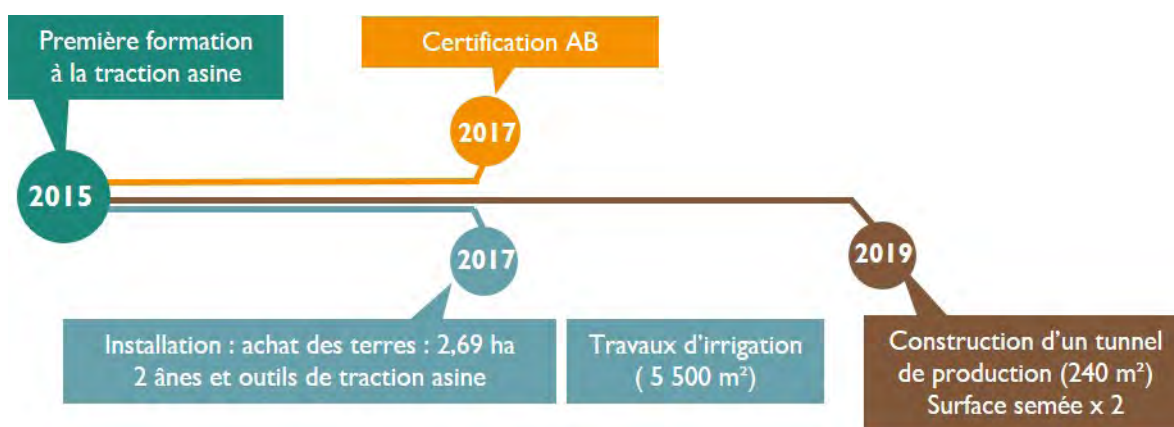 Première formation
à la traction asine
Certification AB
2017
2015
2017
2019
Installation : achat des terres : 2,69 ha
2 ânes et outils de traction asine
Travaux d'irrigation
( 5 500 m²)
Construction d'un tunnel
de production (240 m²)
Surface semée x 2